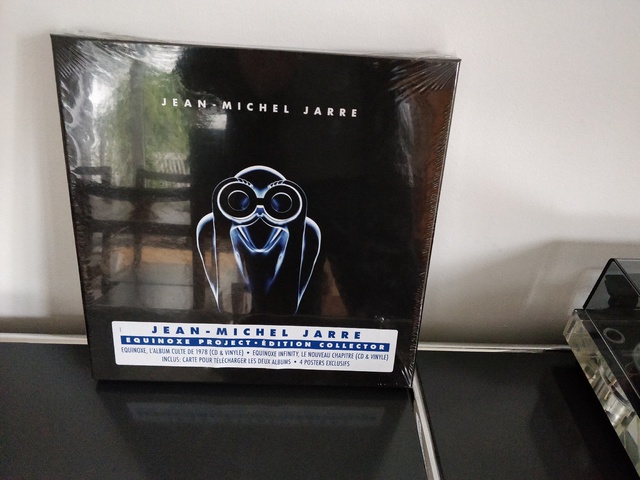 JEAN-MICHEL JARRE
JEAN-MICHEL JARRE
EQUINOXE PROJECT • ÉDITION COLLECTOR
EQUINOXE, L'ALBUM CULTE DE 1978 (CD & VINYLE) • EQUINOXE INFINITY, LE NOUVEAU CHAPITRE (CD & VINYLE)
INCLUS: CARTE POUR TÉLÉCHARGER LES DEUX ALBUMS • 4 POSTERS EXCLUSIFS